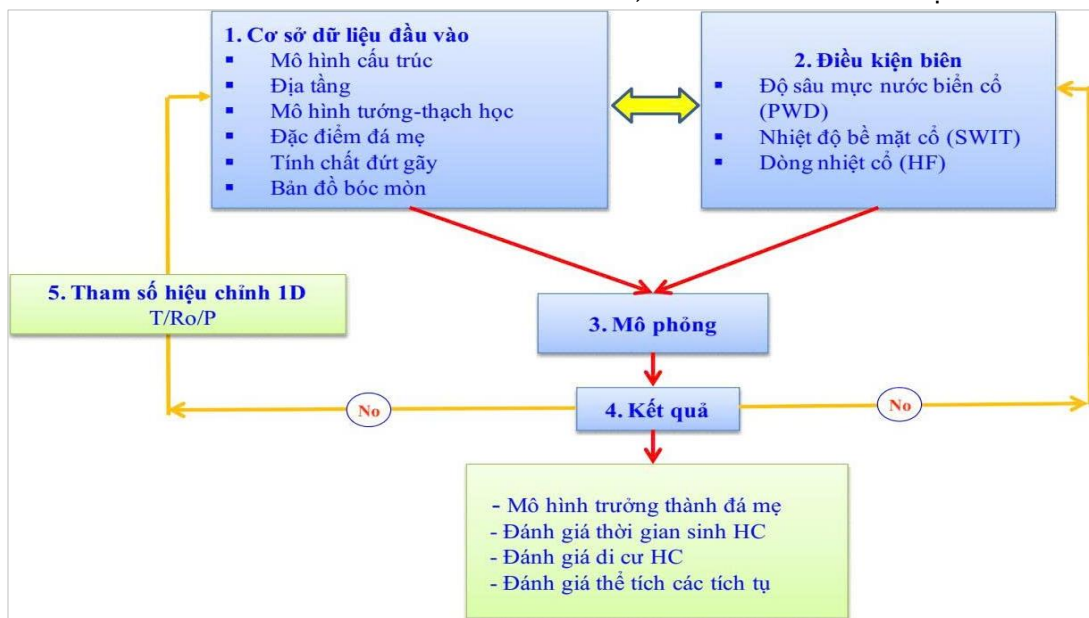 1. Cơ sở dữ liệu đầu vào
▪ Mô hình cấu trúc
▪ Địa tầng
▪ Mô hình tướng-thạch học
▪ Đặc điểm đá mẹ
▪ Tính chất đứt gãy
▪ Bản đồ bóc mòn
2. Điều kiện biên
▪ Độ sâu mực nước biển cổ
(PWD)
▪ Nhiệt độ bề mặt cổ (SWIT)
▪ Dòng nhiệt cổ (HF)
5. Tham số hiệu chỉnh 1D
T/Ro/P
3. Mô phỏng
No
4. Kết quả
No
- Mô hình trưởng thành đá mẹ
- Đánh giá thời gian sinh HC
- Đánh giá di cư HC
- Đánh giá thể tích các tích tụ